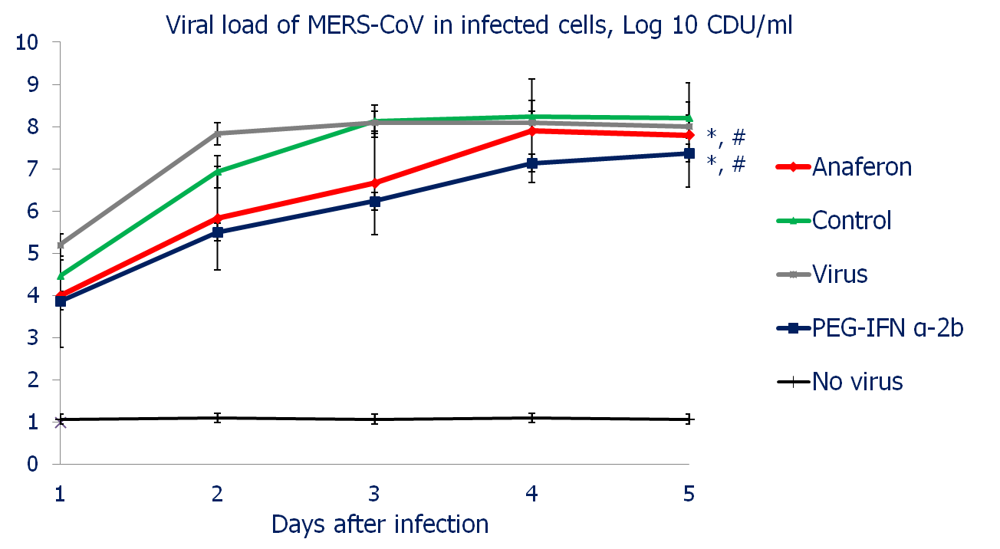 Viral load of MERS-CoV in infected cells, Log 10 CDU/ml
10
9
8
7
6
5
4
3
2
1
0
1 2 3 4 5
Days after infection
*, #
*, #
Anaferon
Control
Virus
PEG-IFN α-2b
No virus